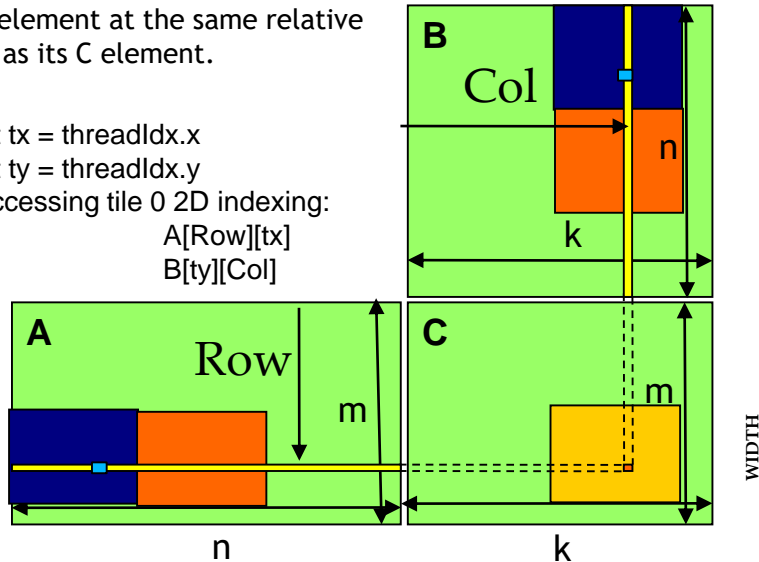 element at the same relative
as its C element.
tx = threadIdx.x
ty = threadIdx.y
ccessing tile 0 2D indexing:
A[Row][tx]
B[ty][Col]
B
Col
n
k
A
Row
m
n
C
m
k
WIDTH